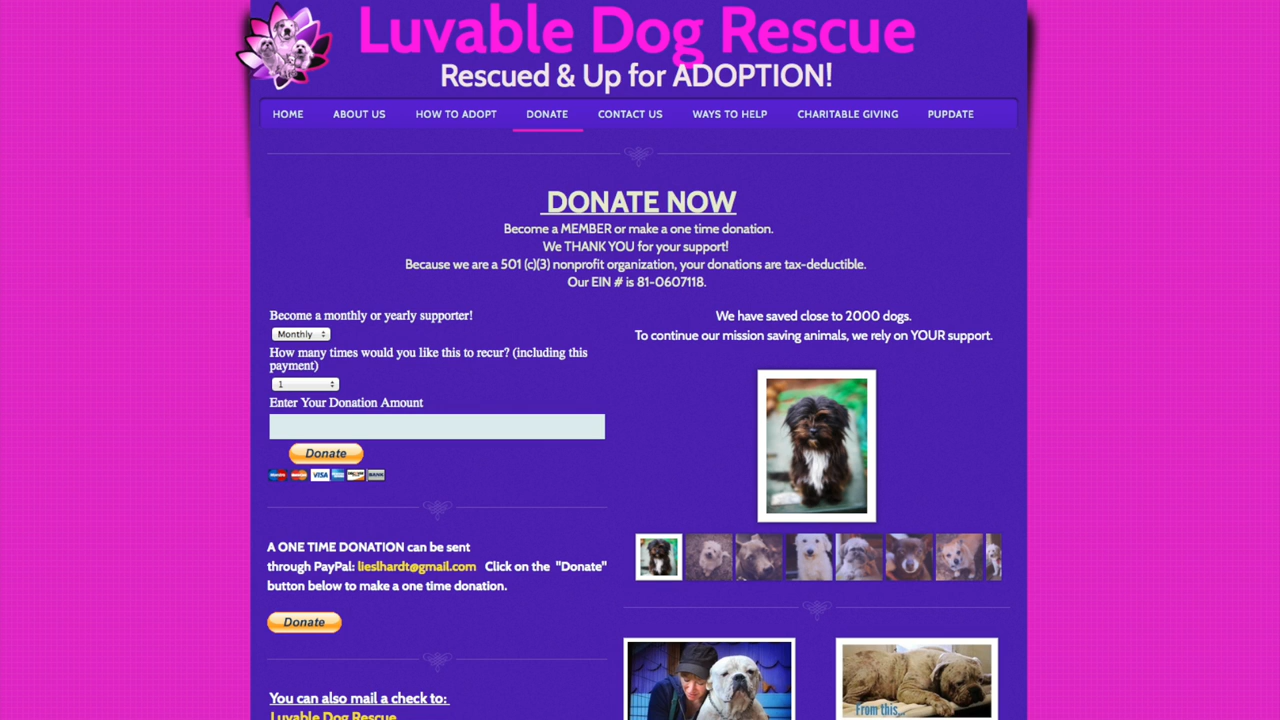 Luvable Dog Rescue
Rescued & Up for ADOPTION!
HOME ABOUT US HOW TO ADOPT DONATE CONTACT US WAYS TO HELP CHARITABLE GIVING PUPDATE
DONATE NOW
Become a MEMBER or make a one time donation.
We THANK YOU for your support!
Because we are a 501 (c)(3) nonprofit organization, your donations are tax-deductible.
Our EIN # is 81-0607118.
Become a monthly or yearly supporter!
Monthly
How many times would you like this to recur? (including this
payment)
1
Enter Your Donation Amount
Donate
VISA
A ONE TIME DONATION can be sent
through PayPal: lieslhardt@gmail.com Click on the "Donate"
button below to make a one time donation.
Donate
You can also mail a check to:
Luvable Dog Rescue
We have saved close to 2000 dogs.
To continue our mission saving animals, we rely on YOUR support.
From this...